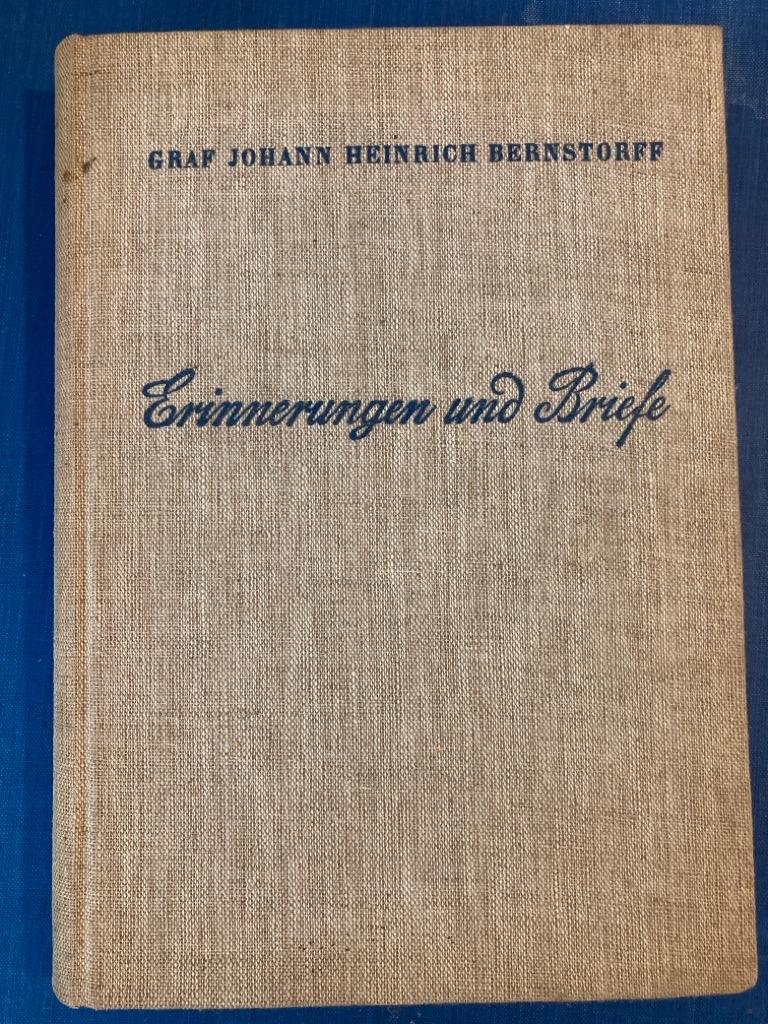 GRAF JOHANN HEINRICH BERNSTORFF
Erinnerungen und Briefe